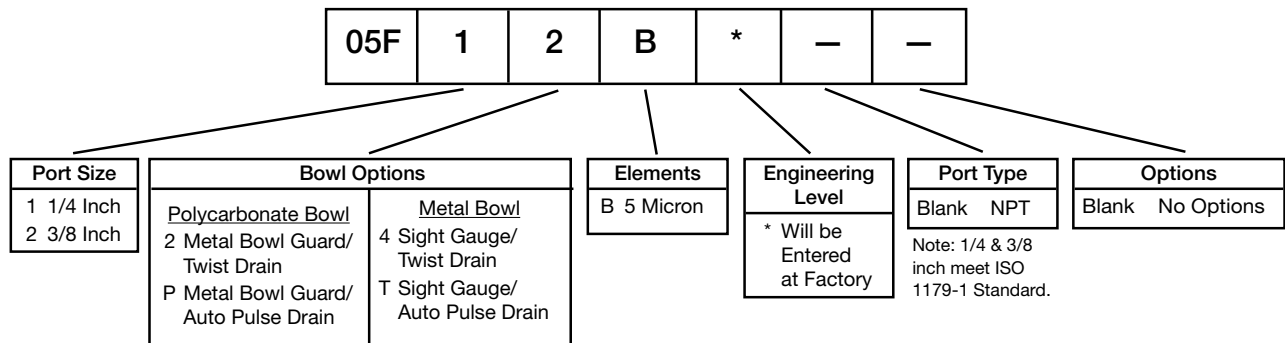 05F 1 2 B * – –
Port Size
1 1/4 Inch
2 3/8 Inch
Bowl Options
Polycarbonate Bowl
2 Metal Bowl Guard/
Twist Drain
P Metal Bowl Guard/
Auto Pulse Drain
Metal Bowl
4 Sight Gauge/
Twist Drain
T Sight Gauge/
Auto Pulse Drain
Elements
B 5 Micron
Engineering
Level
* Will be
Entered
at Factory
Port Type
Blank NPT
Note: 1/4 & 3/8
inch meet ISO
1179-1 Standard.
Options
Blank No Options